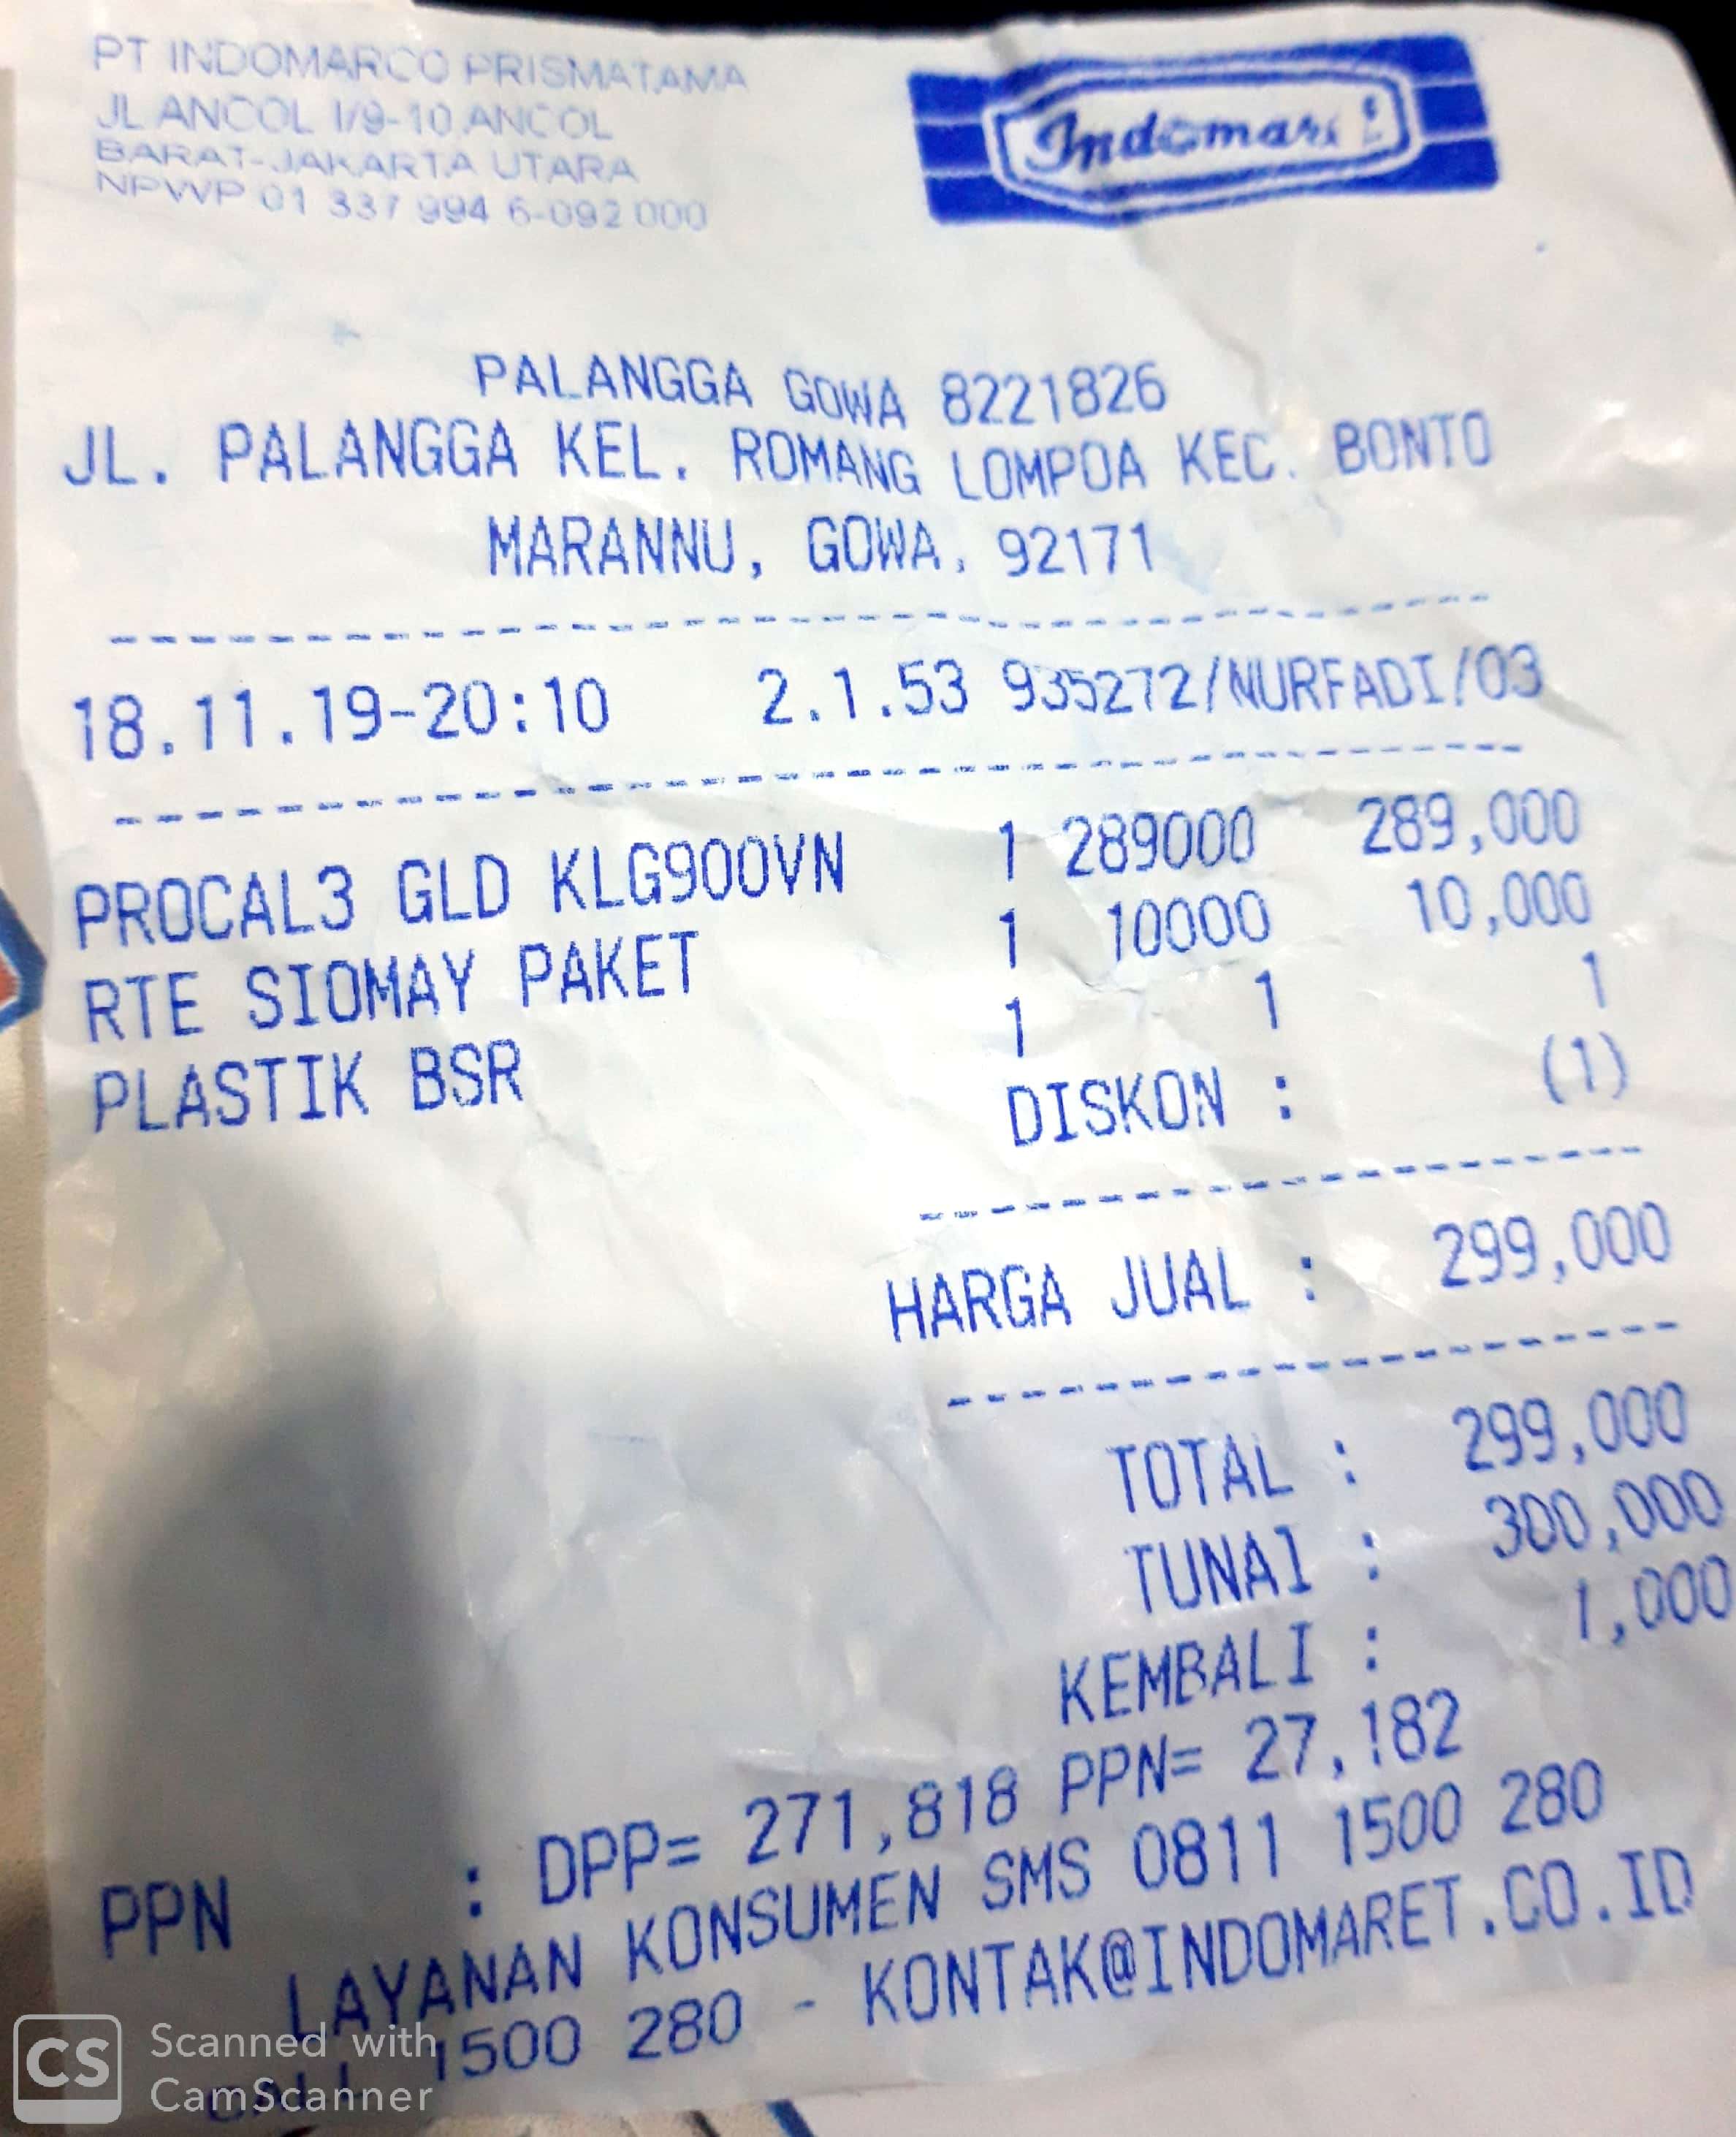 PT INDOMARCO PRISMATAMA
JL ANCOL 1/9-10 ANCOL
BARAT-JAKARTA UTARA
NPWP 01 337 994 6-092 000
Indomaret
PALANGGA GOWA 8221826
JL. PALANGGA KEL. ROMANG LOMPOA KEC. BONTO
MARANNU, GOWA, 92171
18.11.19-20:10 2.1.53 935272/NURFADI/03
PROCAL3 GLD KLG900VN 1 289000 289,000
RTE SIOMAY PAKET 1 10000 10,000
PLASTIK BSR 1 1 1
DISKON : (1)
HARGA JUAL : 299,000
TOTAL : 299,000
TUNAI : 300,000
KEMBALI : 1,000
PPN : DPP= 271,818 PPN= 27,182
LAYANAN KONSUMEN SMS 0811 1500 280
CALL 1500 280 - KONTAK@INDOMARET.CO.ID
CS Scanned with
CamScanner